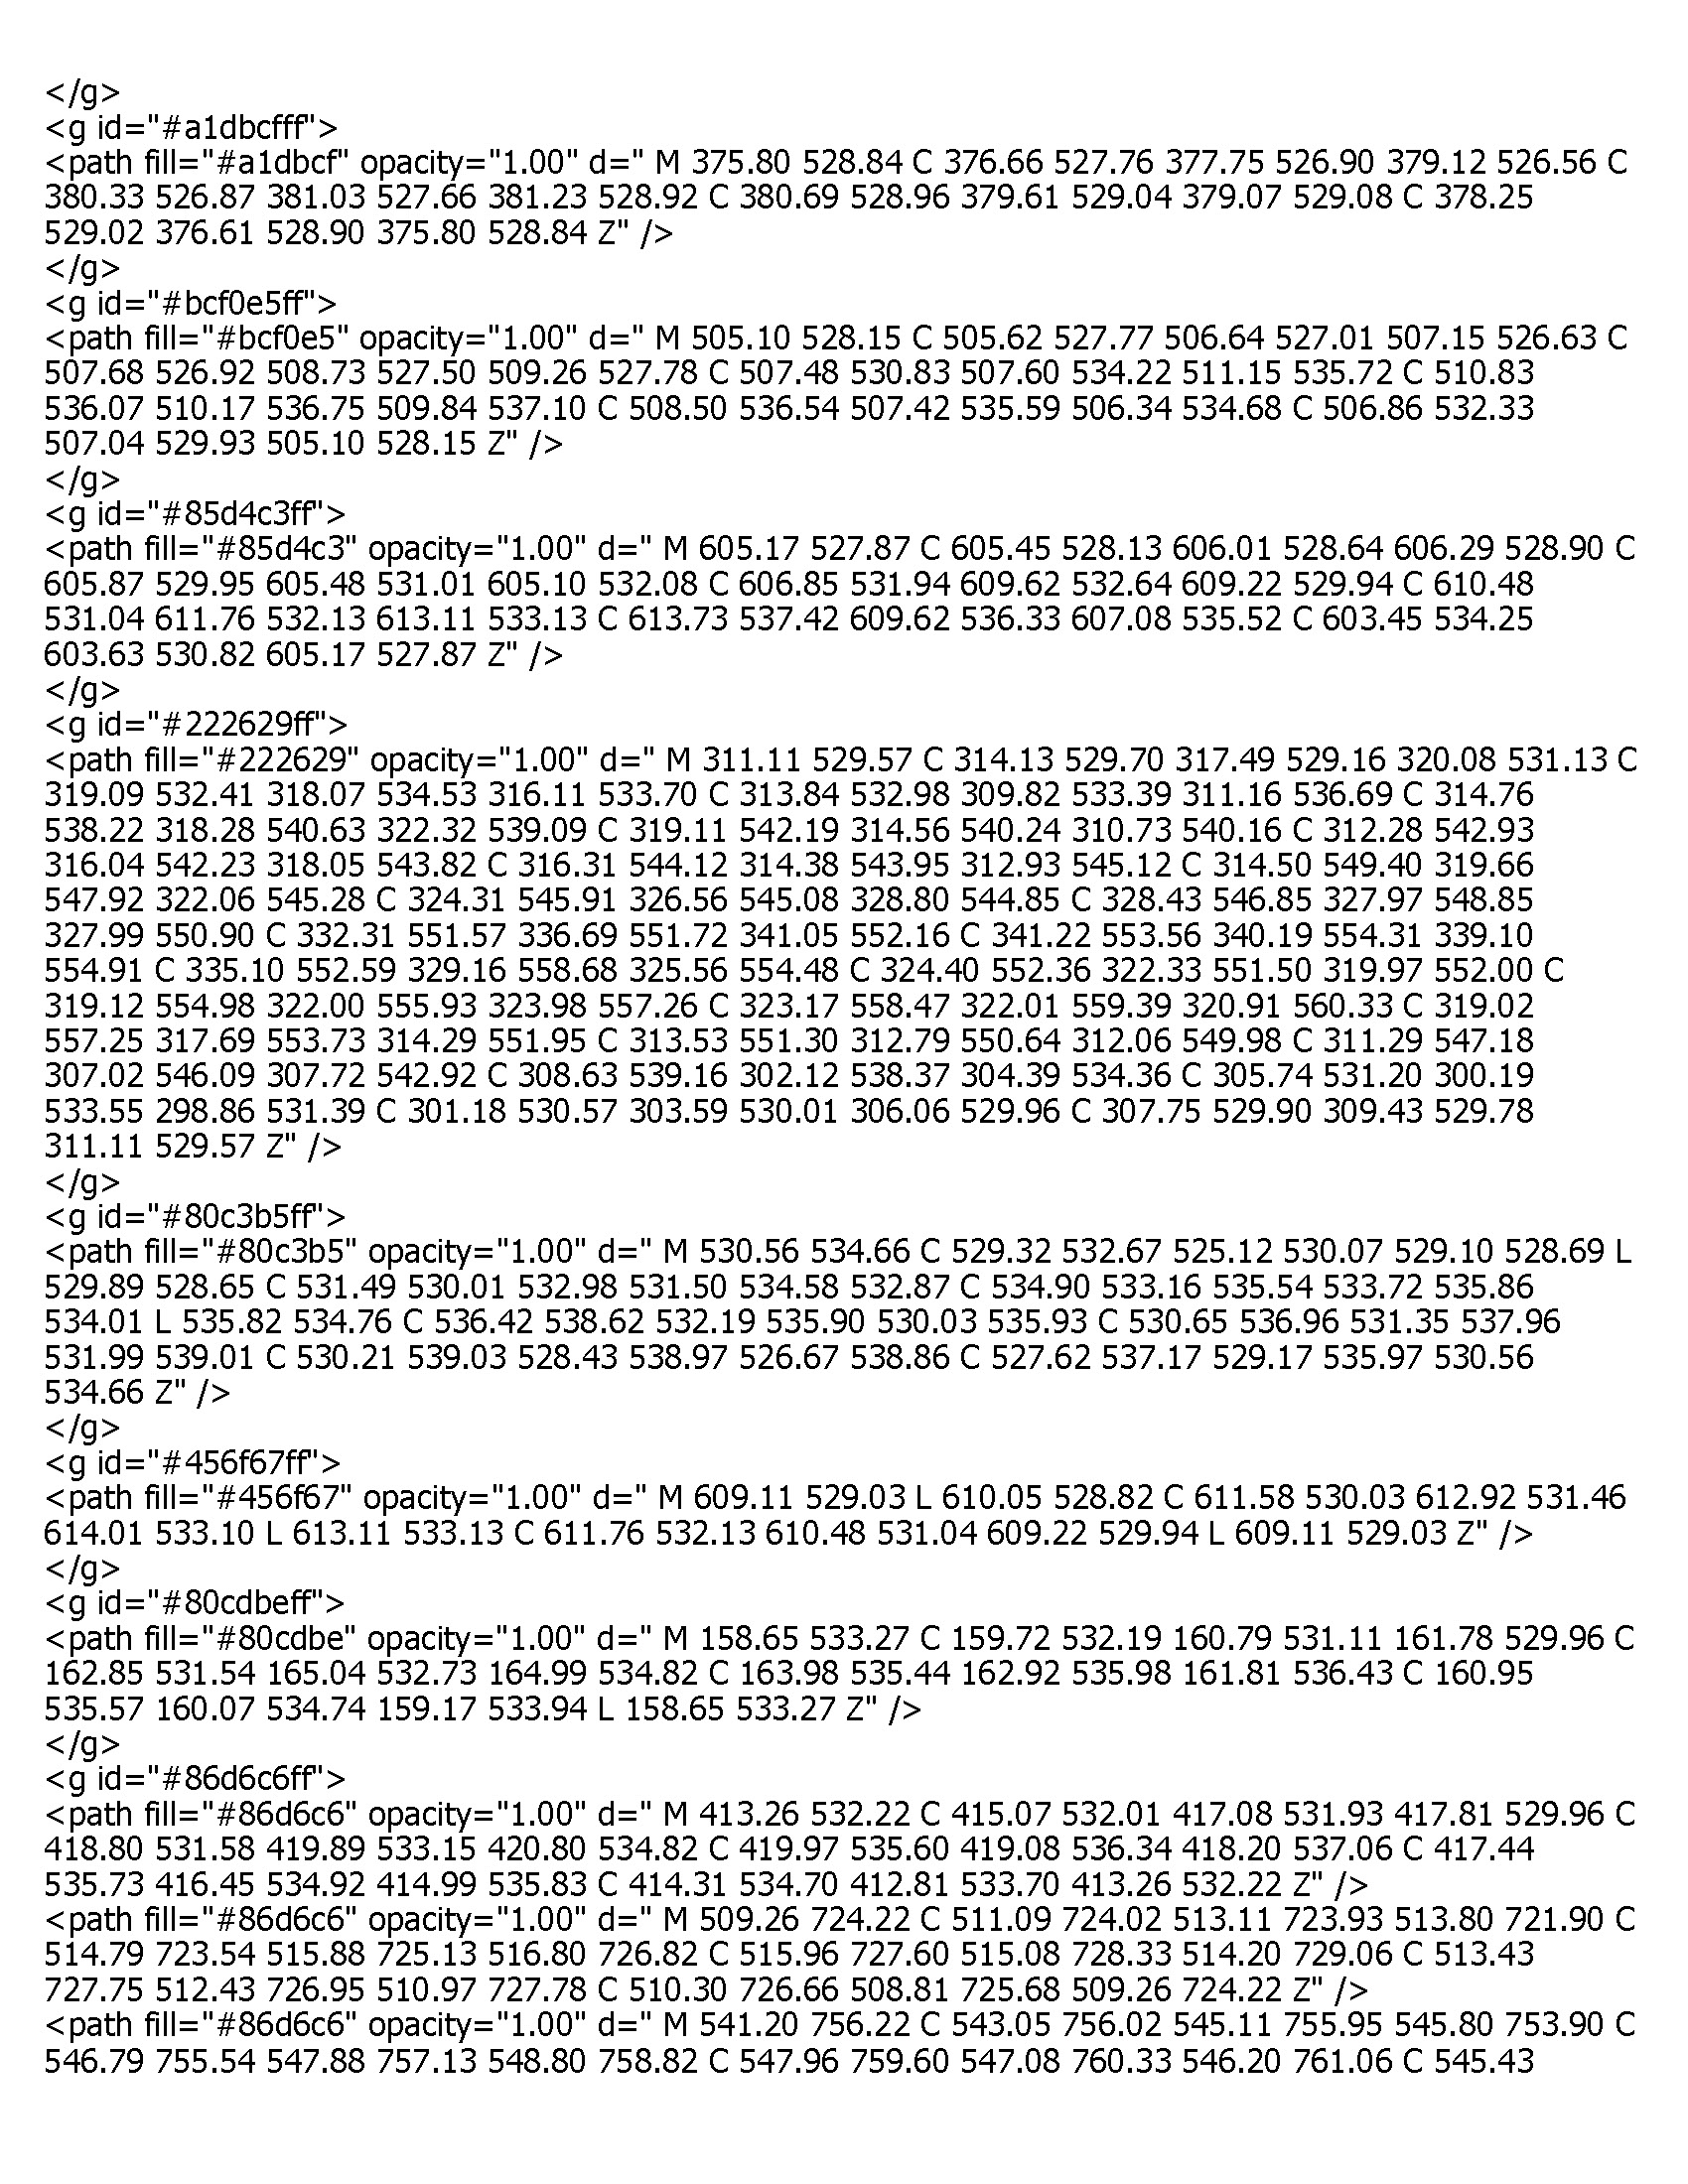 </g>
<g id="#a1dbcfff">
<path fill="#a1dbcf" opacity="1.00" d=" M 375.80 528.84 C 376.66 527.76 377.75 526.90 379.12 526.56 C
380.33 526.87 381.03 527.66 381.23 528.92 C 380.69 528.96 379.61 529.04 379.07 529.08 C 378.25
529.02 376.61 528.90 375.80 528.84 Z" />
</g>
<g id="#bcf0e5ff">
<path fill="#bcf0e5" opacity="1.00" d=" M 505.10 528.15 C 505.62 527.77 506.64 527.01 507.15 526.63 C
507.68 526.92 508.73 527.50 509.26 527.78 C 507.48 530.83 507.60 534.22 511.15 535.72 C 510.83
536.07 510.17 536.75 509.84 537.10 C 508.50 536.54 507.42 535.59 506.34 534.68 C 506.86 532.33
507.04 529.93 505.10 528.15 Z" />
</g>
<g id="#85d4c3ff">
<path fill="#85d4c3" opacity="1.00" d=" M 605.17 527.87 C 605.45 528.13 606.01 528.64 606.29 528.90 C
605.87 529.95 605.48 531.01 605.10 532.08 C 606.85 531.94 609.62 532.64 609.22 529.94 C 610.48
531.04 611.76 532.13 613.11 533.13 C 613.73 537.42 609.62 536.33 607.08 535.52 C 603.45 534.25
603.63 530.82 605.17 527.87 Z" />
</g>
<g id="#222629ff">
<path fill="#222629" opacity="1.00" d=" M 311.11 529.57 C 314.13 529.70 317.49 529.16 320.08 531.13 C
319.09 532.41 318.07 534.53 316.11 533.70 C 313.84 532.98 309.82 533.39 311.16 536.69 C 314.76
538.22 318.28 540.63 322.32 539.09 C 319.11 542.19 314.56 540.24 310.73 540.16 C 312.28 542.93
316.04 542.23 318.05 543.82 C 316.31 544.12 314.38 543.95 312.93 545.12 C 314.50 549.40 319.66
547.92 322.06 545.28 C 324.31 545.91 326.56 545.08 328.80 544.85 C 328.43 546.85 327.97 548.85
327.99 550.90 C 332.31 551.57 336.69 551.72 341.05 552.16 C 341.22 553.56 340.19 554.31 339.10
554.91 C 335.10 552.59 329.16 558.68 325.56 554.48 C 324.40 552.36 322.33 551.50 319.97 552.00 C
319.12 554.98 322.00 555.93 323.98 557.26 C 323.17 558.47 322.01 559.39 320.91 560.33 C 319.02
557.25 317.69 553.73 314.29 551.95 C 313.53 551.30 312.79 550.64 312.06 549.98 C 311.29 547.18
307.02 546.09 307.72 542.92 C 308.63 539.16 302.12 538.37 304.39 534.36 C 305.74 531.20 300.19
533.55 298.86 531.39 C 301.18 530.57 303.59 530.01 306.06 529.96 C 307.75 529.90 309.43 529.78
311.11 529.57 Z" />
</g>
<g id="#80c3b5ff">
<path fill="#80c3b5" opacity="1.00" d=" M 530.56 534.66 C 529.32 532.67 525.12 530.07 529.10 528.69 L
529.89 528.65 C 531.49 530.01 532.98 531.50 534.58 532.87 C 534.90 533.16 535.54 533.72 535.86
534.01 L 535.82 534.76 C 536.42 538.62 532.19 535.90 530.03 535.93 C 530.65 536.96 531.35 537.96
531.99 539.01 C 530.21 539.03 528.43 538.97 526.67 538.86 C 527.62 537.17 529.17 535.97 530.56
534.66 Z" />
</g>
<g id="#456f67ff">
<path fill="#456f67" opacity="1.00" d=" M 609.11 529.03 L 610.05 528.82 C 611.58 530.03 612.92 531.46
614.01 533.10 L 613.11 533.13 C 611.76 532.13 610.48 531.04 609.22 529.94 L 609.11 529.03 Z" />
</g>
<g id="#80cdbeff">
<path fill="#80cdbe" opacity="1.00" d=" M 158.65 533.27 C 159.72 532.19 160.79 531.11 161.78 529.96 C
162.85 531.54 165.04 532.73 164.99 534.82 C 163.98 535.44 162.92 535.98 161.81 536.43 C 160.95
535.57 160.07 534.74 159.17 533.94 L 158.65 533.27 Z" />
</g>
<g id="#86d6c6ff">
<path fill="#86d6c6" opacity="1.00" d=" M 413.26 532.22 C 415.07 532.01 417.08 531.93 417.81 529.96 C
418.80 531.58 419.89 533.15 420.80 534.82 C 419.97 535.60 419.08 536.34 418.20 537.06 C 417.44
535.73 416.45 534.92 414.99 535.83 C 414.31 534.70 412.81 533.70 413.26 532.22 Z" />
<path fill="#86d6c6" opacity="1.00" d=" M 509.26 724.22 C 511.09 724.02 513.11 723.93 513.80 721.90 C
514.79 723.54 515.88 725.13 516.80 726.82 C 515.96 727.60 515.08 728.33 514.20 729.06 C 513.43
727.75 512.43 726.95 510.97 727.78 C 510.30 726.66 508.81 725.68 509.26 724.22 Z" />
<path fill="#86d6c6" opacity="1.00" d=" M 541.20 756.22 C 543.05 756.02 545.11 755.95 545.80 753.90 C
546.79 755.54 547.88 757.13 548.80 758.82 C 547.96 759.60 547.08 760.33 546.20 761.06 C 545.43